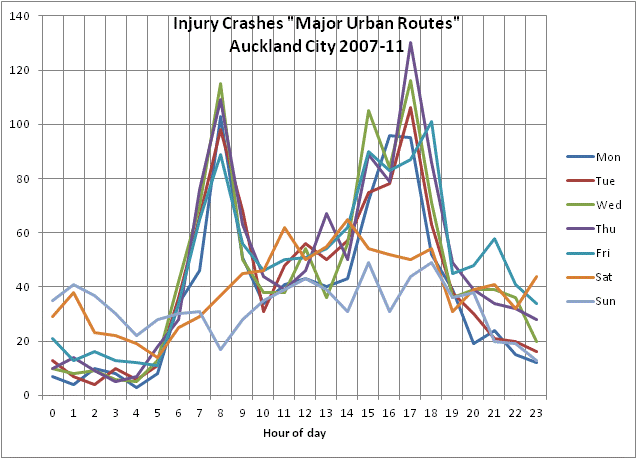 Injury Crashes "Major Urban Routes"
Auckland City 2007-11
140
120
100
80
60
40
20
0
0 1 2 3 4 5 6 7 8 9 10 11 12 13 14 15 16 17 18 19 20 21 22 23
Hour of day
Mon
Tue
Wed
Thu
Fri
Sat
Sun